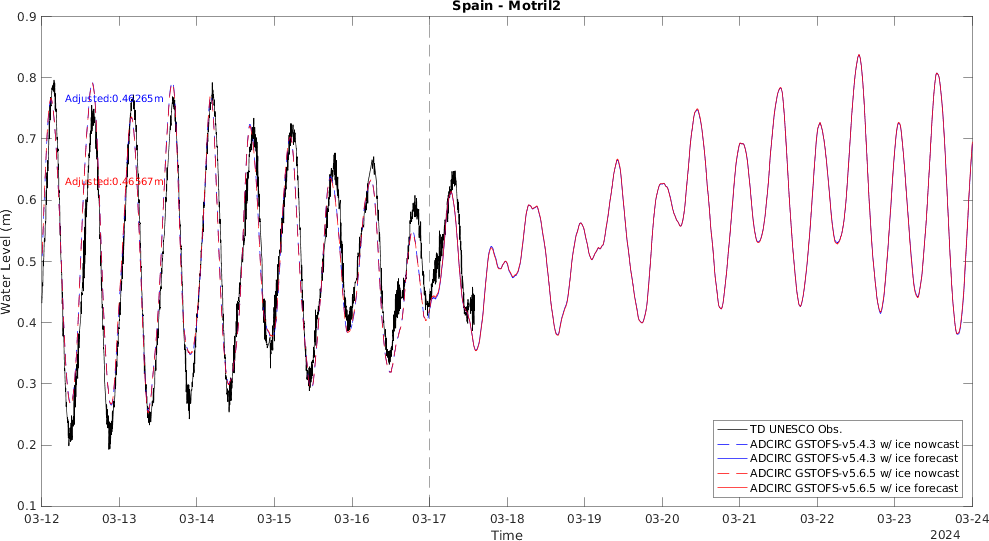 Spain - Motril2
0.9
0.8
0.7
0.6
0.5
0.4
0.3
0.2
0.1
Water Level (m)
Adjusted:0.46265m
Adjusted:0.46567m
TD UNESCO Obs.
ADCIRC GSTOFS-v5.4.3 w/ ice nowcast
ADCIRC GSTOFS-v5.4.3 w/ ice forecast
ADCIRC GSTOFS-v5.6.5 w/ ice nowcast
ADCIRC GSTOFS-v5.6.5 w/ ice forecast
03-12 03-13 03-14 03-15 03-16 03-17 03-18 03-19 03-20 03-21 03-22 03-23 03-24
Time
2024